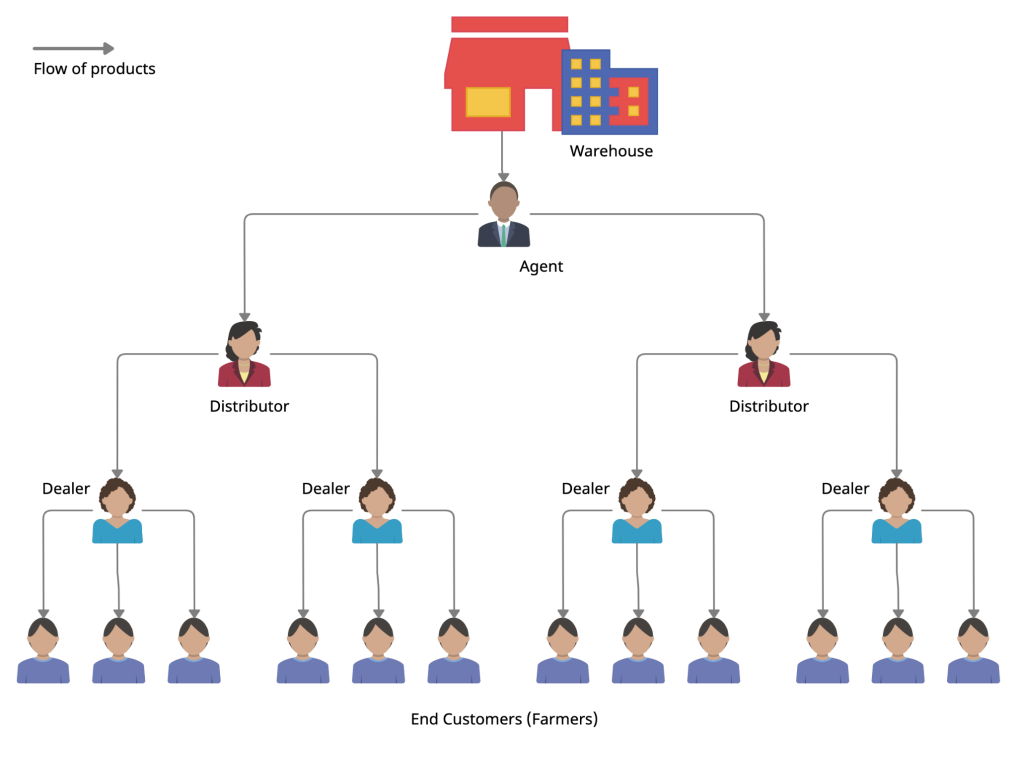 Flow of products
Warehouse
Agent
Distributor
Distributor
Dealer
Dealer
Dealer
Dealer
End Customers (Farmers)